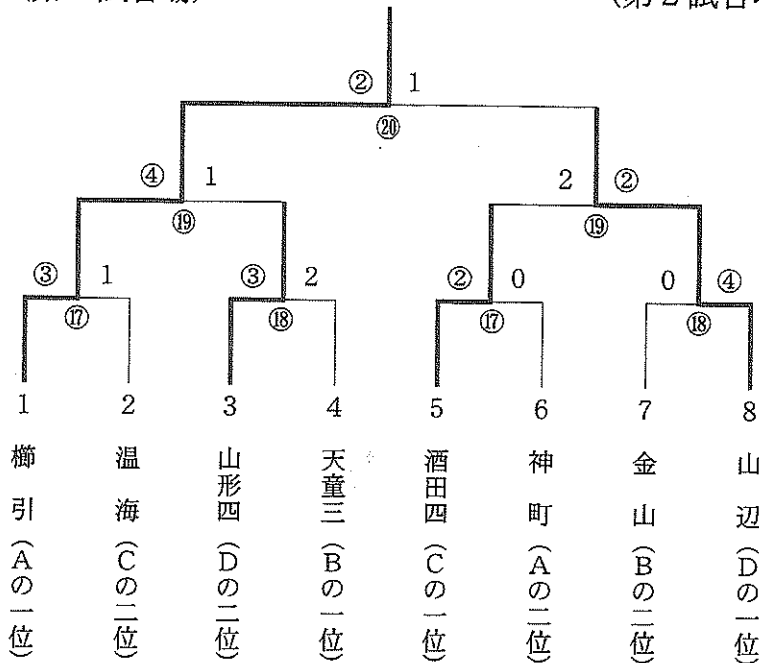 ② 1
⑳
④ 1
2 ②
⑲
⑲
③ 1
③ 2
② 0
0 ④
⑰
⑱
⑰
⑱
1 2 3 4 5 6 7 8
櫛引(Aの一位)
温海(Cの二位)
山形四(Dの二位)
天童三(Bの一位)
酒田四(Cの一位)
神町(Aの二位)
金山(Bの二位)
山辺(Dの一位)